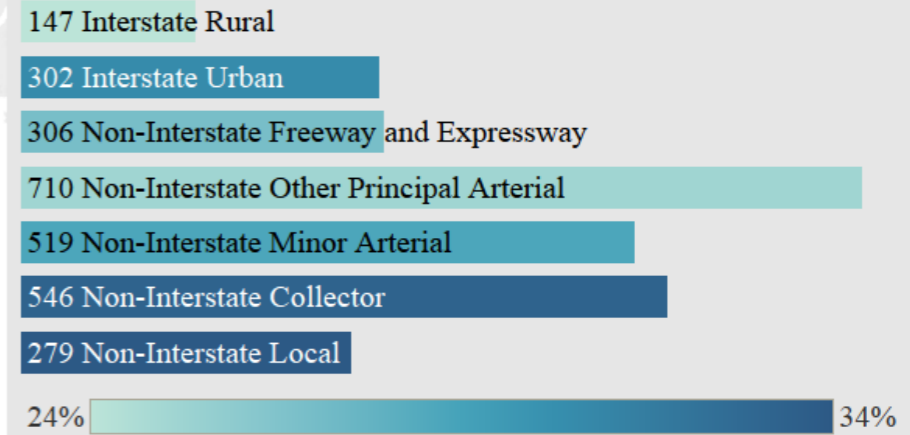 147 Interstate Rural
302 Interstate Urban
306 Non-Interstate Freeway and Expressway
710 Non-Interstate Other Principal Arterial
519 Non-Interstate Minor Arterial
546 Non-Interstate Collector
279 Non-Interstate Local
24% 34%